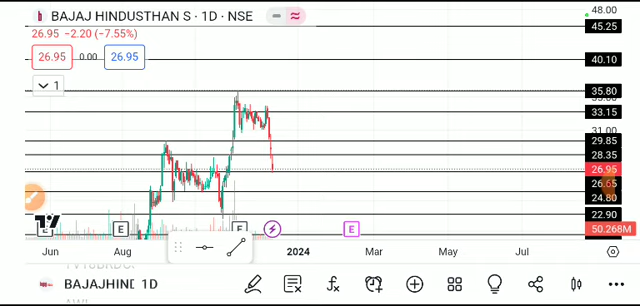 BAJAJ HINDUSTHAN S · 1D · NSE
26.95 −2.20 (−7.55%)
26.95 0.00 26.95
1
48.00
45.25
40.10
35.80
33.15
31.00
29.85
28.35
26.95
24.80
22.90
50.268M
E E E E
Jun Aug 2024 Mar May Jul
BAJAJHIND 1D